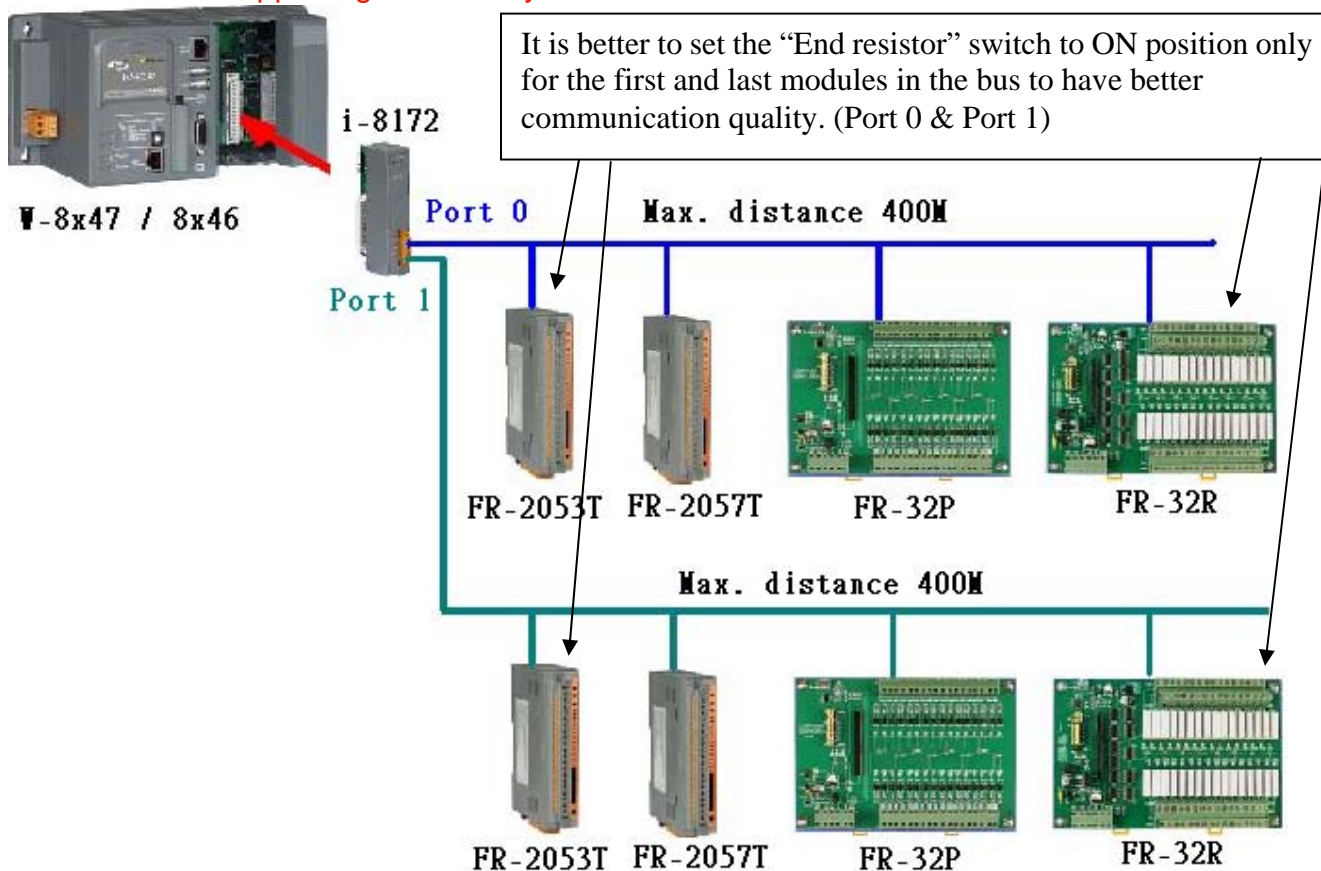 It is better to set the “End resistor” switch to ON position only
for the first and last modules in the bus to have better
communication quality. (Port 0 & Port 1)
i-8172
W-8x47 / 8x46
Port 0
Max. distance 400M
Port 1
FR-2053T
FR-2057T
FR-32P
FR-32R
Max. distance 400M
FR-2053T
FR-2057T
FR-32P
FR-32R